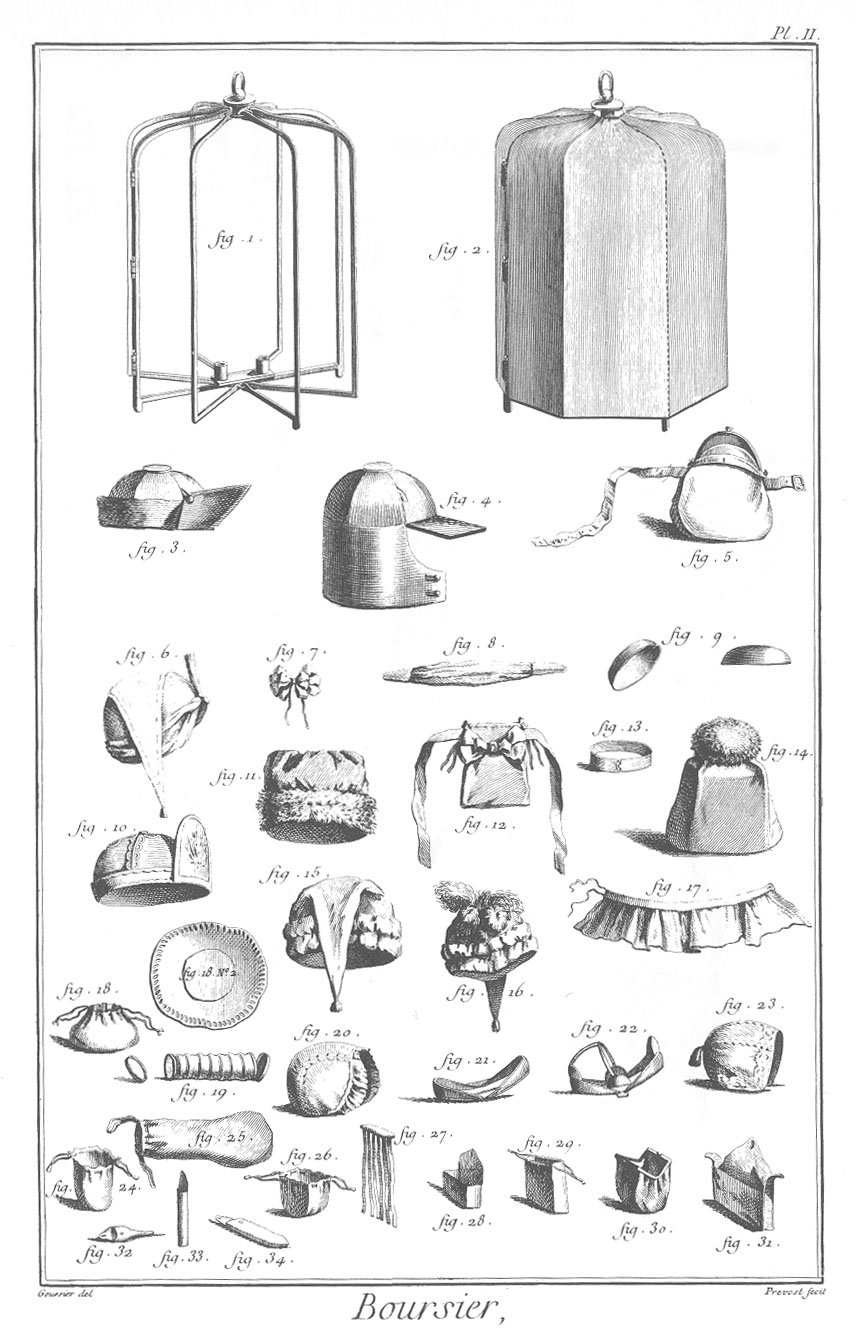 Pl. II.
fig. 1.
fig. 2.
fig. 3.
fig. 4.
fig. 5.
fig. 6.
fig. 7.
fig. 8.
fig. 9.
fig. 13.
fig. 14.
fig. 11.
fig. 12.
fig. 10.
fig. 15.
fig. 17.
fig. 18. N° 2.
fig. 16.
fig. 18.
fig. 23.
fig. 20.
fig. 22.
fig. 21.
fig. 19.
fig. 25.
fig. 27.
fig. 29.
fig. 26.
fig. 24.
fig. 28.
fig. 30.
fig. 31.
fig. 32
fig. 33.
fig. 34.
Goussier del
Prevost fecit
Boursier,